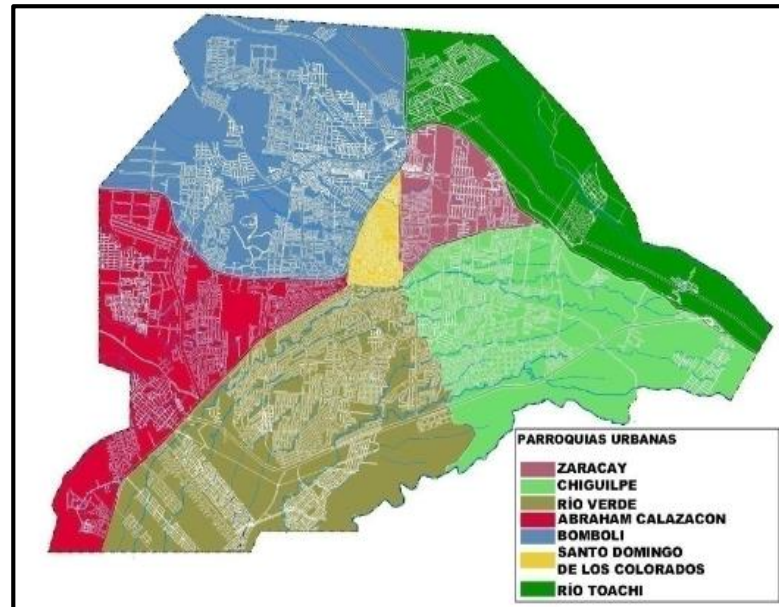 PARROQUIAS URBANAS
ZARACAY
CHIGUILPE
RÍO VERDE
ABRAHAM CALAZACON
BOMBOLI
SANTO DOMINGO
DE LOS COLORADOS
RÍO TOACHI